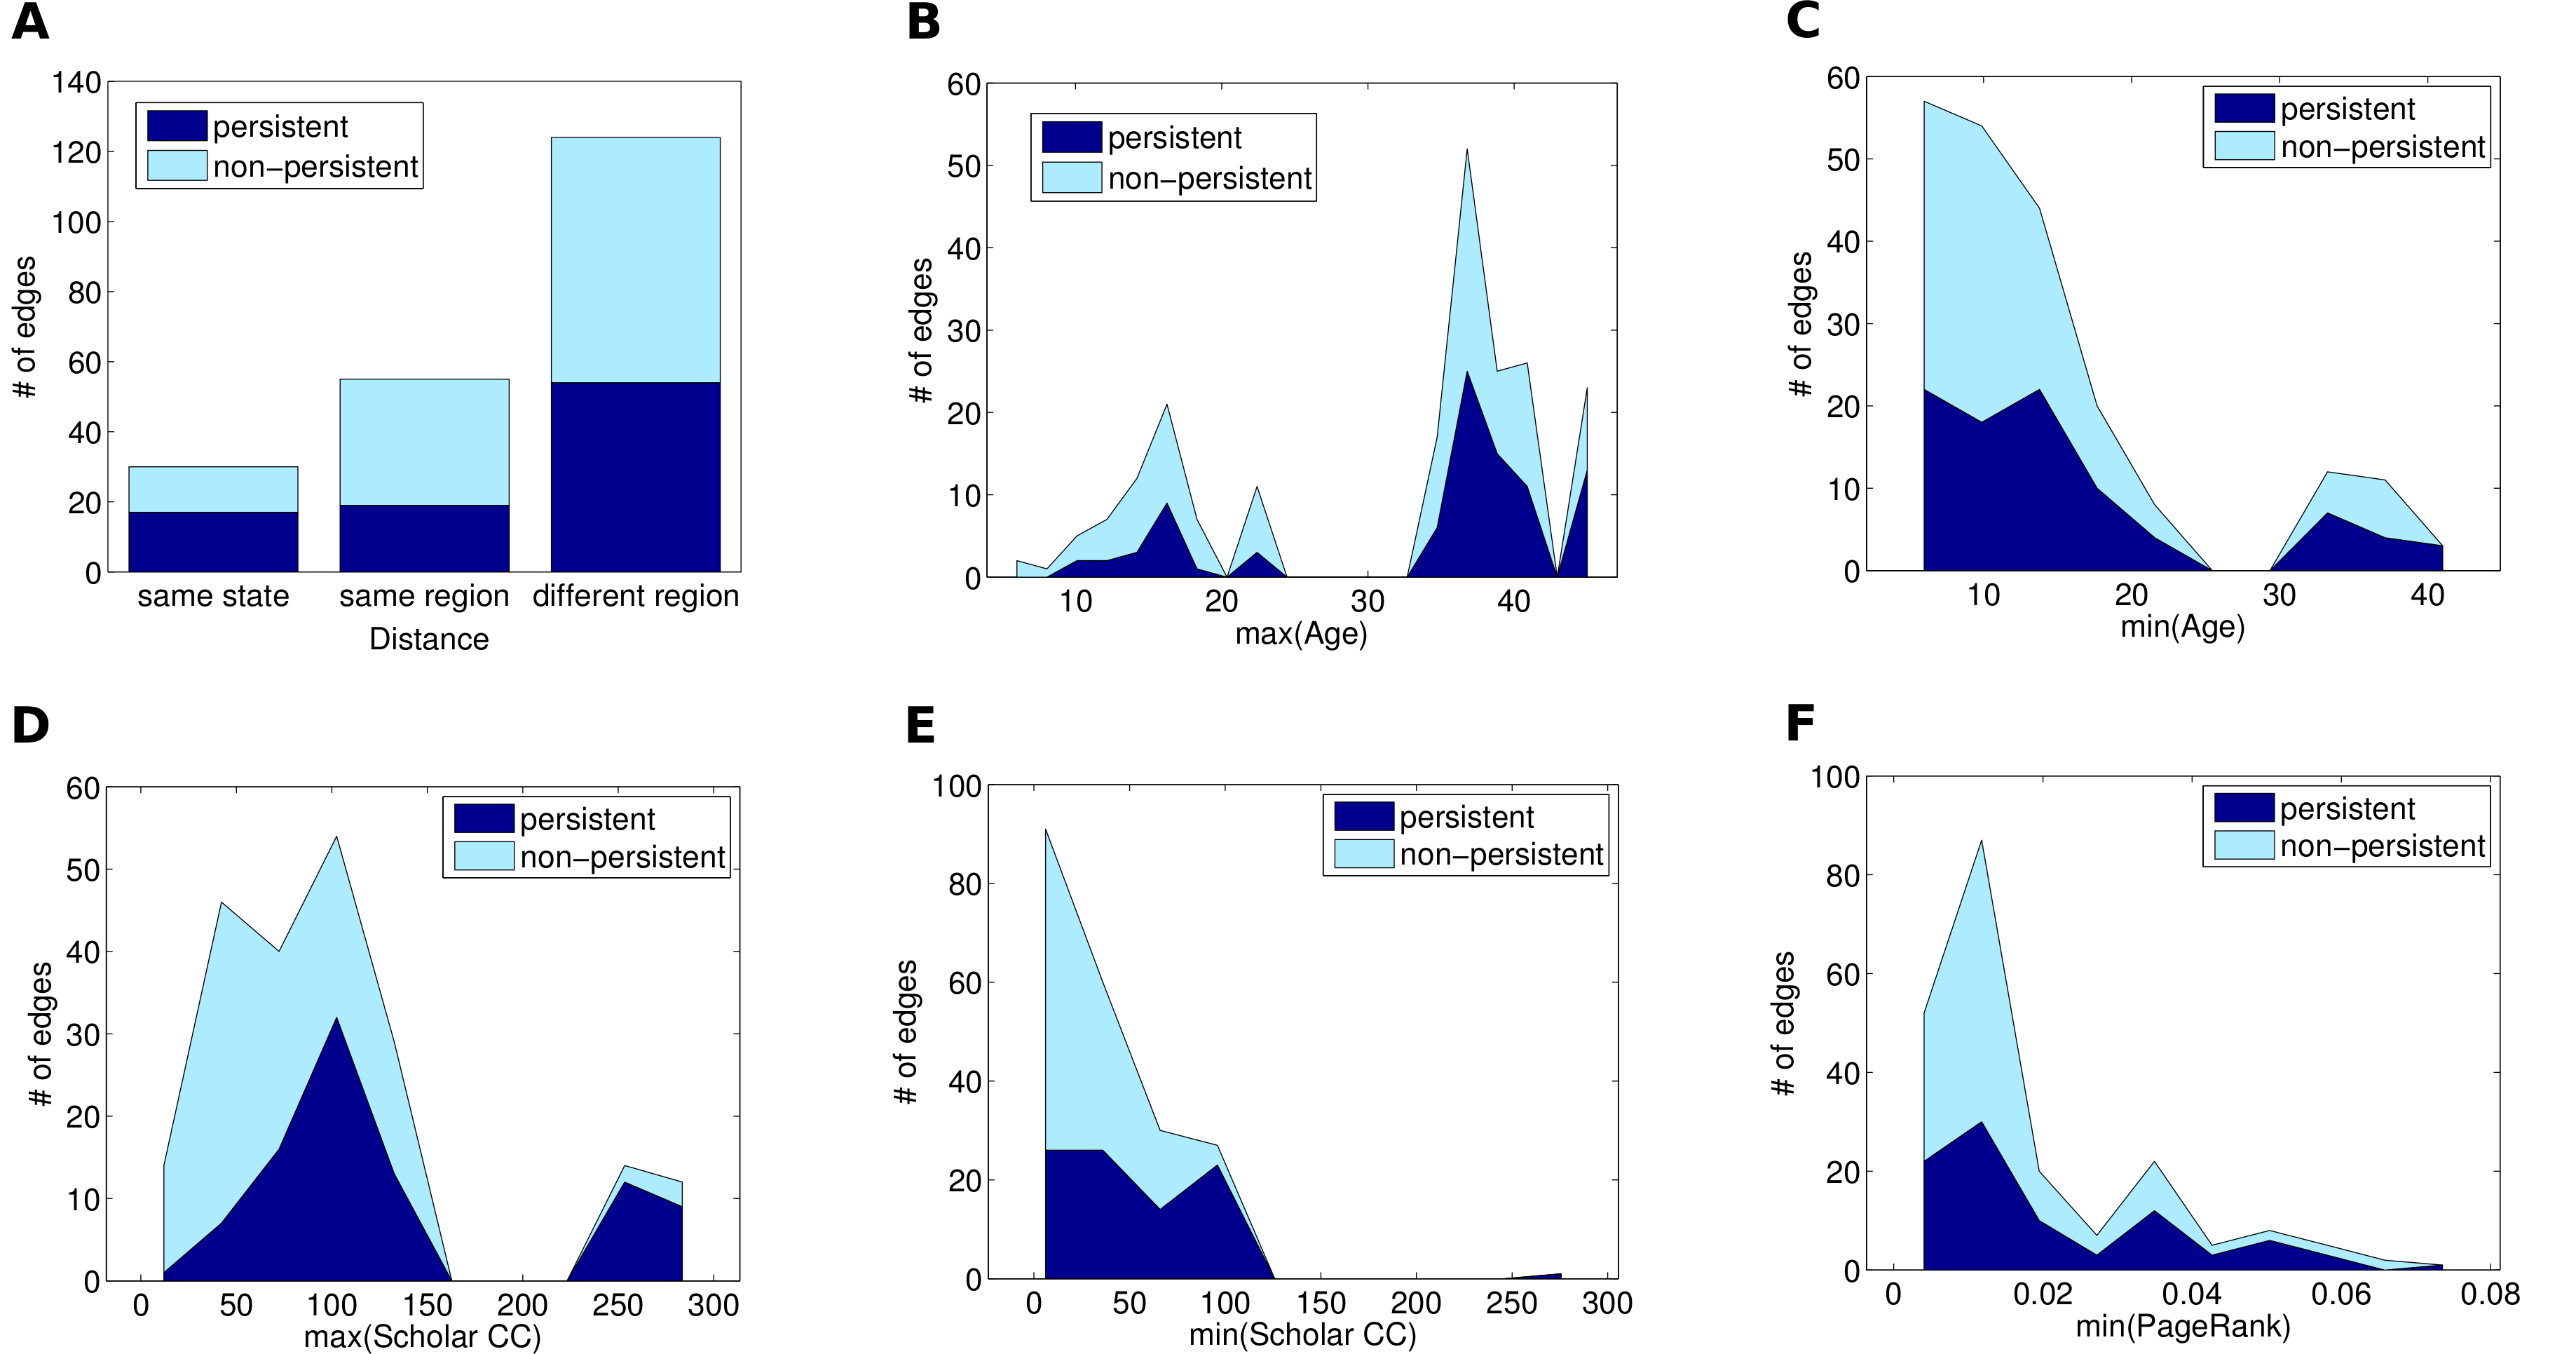 A
140
120
100
80
60
40
20
0
# of edges
persistent
non−persistent
same state same region different region
Distance
B
60
50
40
30
20
10
0
# of edges
persistent
non−persistent
10 20 30 40
max(Age)
C
60
50
40
30
20
10
0
# of edges
persistent
non−persistent
10 20 30 40
min(Age)
D
60
50
40
30
20
10
0
# of edges
persistent
non−persistent
0 50 100 150 200 250 300
max(Scholar CC)
E
100
80
60
40
20
0
# of edges
persistent
non−persistent
0 50 100 150 200 250 300
min(Scholar CC)
F
100
80
60
40
20
0
# of edges
persistent
non−persistent
0 0.02 0.04 0.06 0.08
min(PageRank)